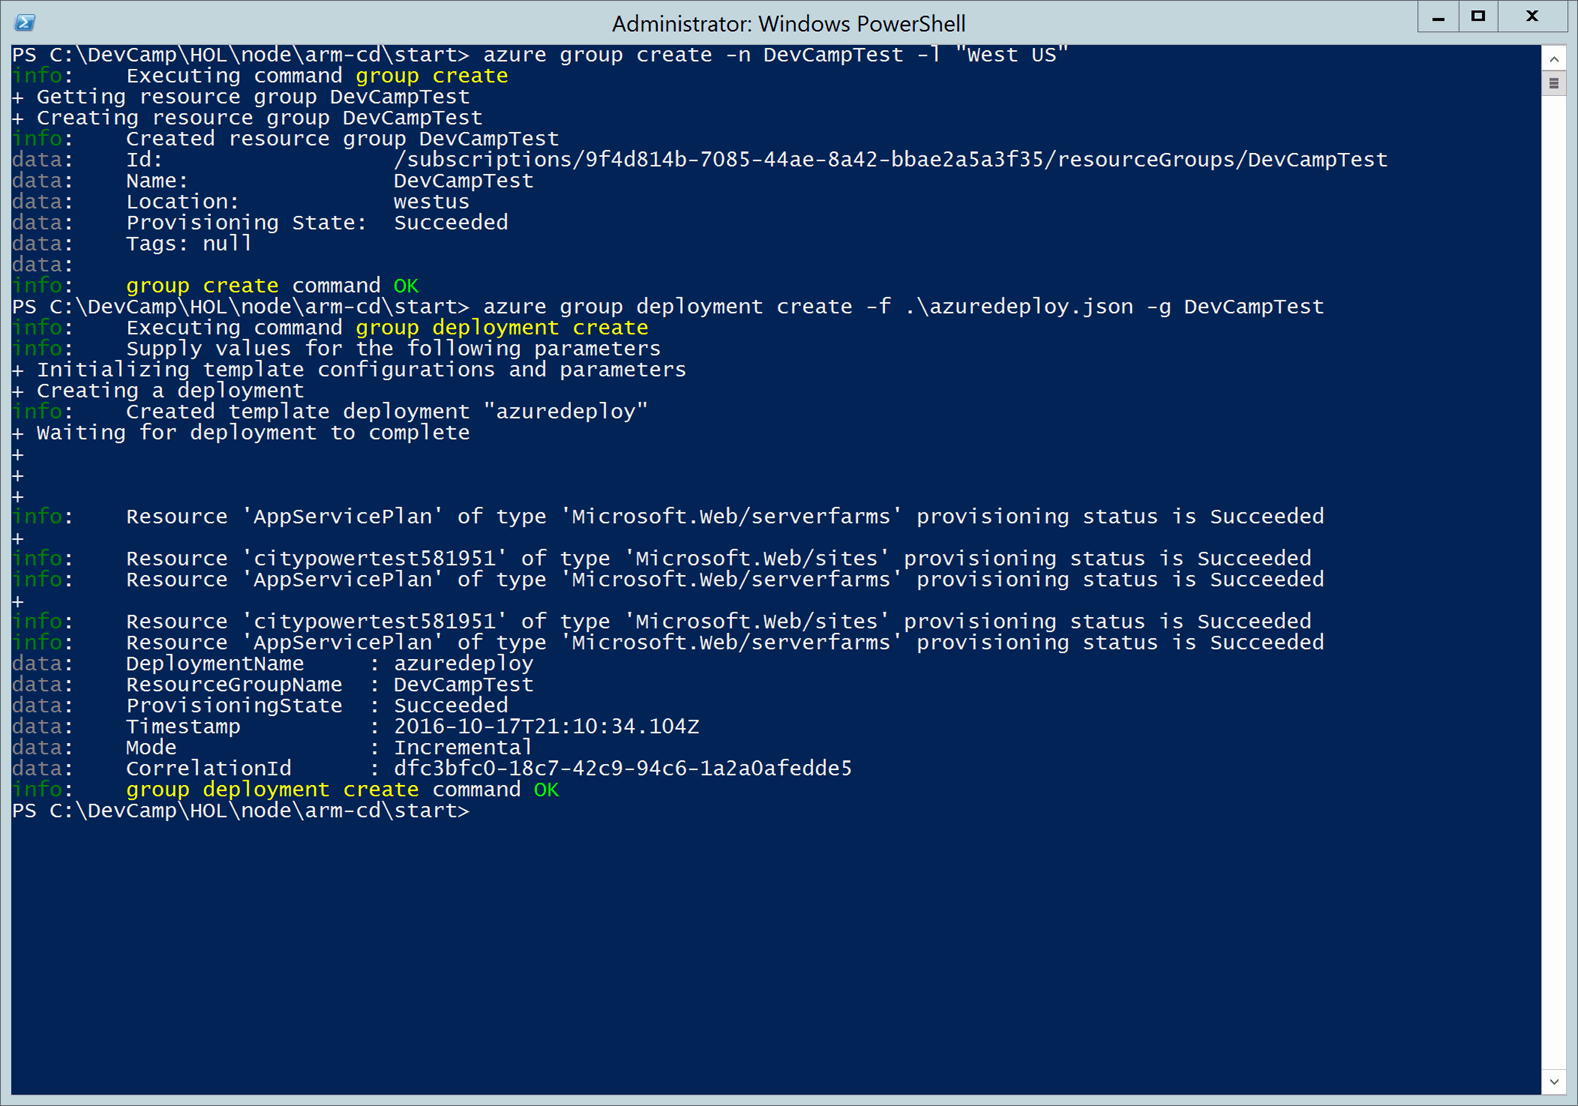 Administrator: Windows PowerShell
PS C:\DevCamp\HOL\node\arm-cd\start> azure group create -n DevCampTest -l "West US"
info:    Executing command group create
+ Getting resource group DevCampTest
+ Creating resource group DevCampTest
info:    Created resource group DevCampTest
data:    Id:                  /subscriptions/9f4d814b-7085-44ae-8a42-bbae2a5a3f35/resourceGroups/DevCampTest
data:    Name:                DevCampTest
data:    Location:            westus
data:    Provisioning State:  Succeeded
data:    Tags: null
data:
info:    group create command OK
PS C:\DevCamp\HOL\node\arm-cd\start> azure group deployment create -f .\azuredeploy.json -g DevCampTest
info:    Executing command group deployment create
info:    Supply values for the following parameters
+ Initializing template configurations and parameters
+ Creating a deployment
info:    Created template deployment "azuredeploy"
+ Waiting for deployment to complete
+
+
+
info:    Resource 'AppServicePlan' of type 'Microsoft.Web/serverfarms' provisioning status is Succeeded
+
info:    Resource 'citypowertest581951' of type 'Microsoft.Web/sites' provisioning status is Succeeded
info:    Resource 'AppServicePlan' of type 'Microsoft.Web/serverfarms' provisioning status is Succeeded
+
info:    Resource 'citypowertest581951' of type 'Microsoft.Web/sites' provisioning status is Succeeded
info:    Resource 'AppServicePlan' of type 'Microsoft.Web/serverfarms' provisioning status is Succeeded
data:    DeploymentName     : azuredeploy
data:    ResourceGroupName  : DevCampTest
data:    ProvisioningState  : Succeeded
data:    Timestamp          : 2016-10-17T21:10:34.104Z
data:    Mode               : Incremental
data:    CorrelationId      : dfc3bfc0-18c7-42c9-94c6-1a2a0afedde5
info:    group deployment create command OK
PS C:\DevCamp\HOL\node\arm-cd\start>